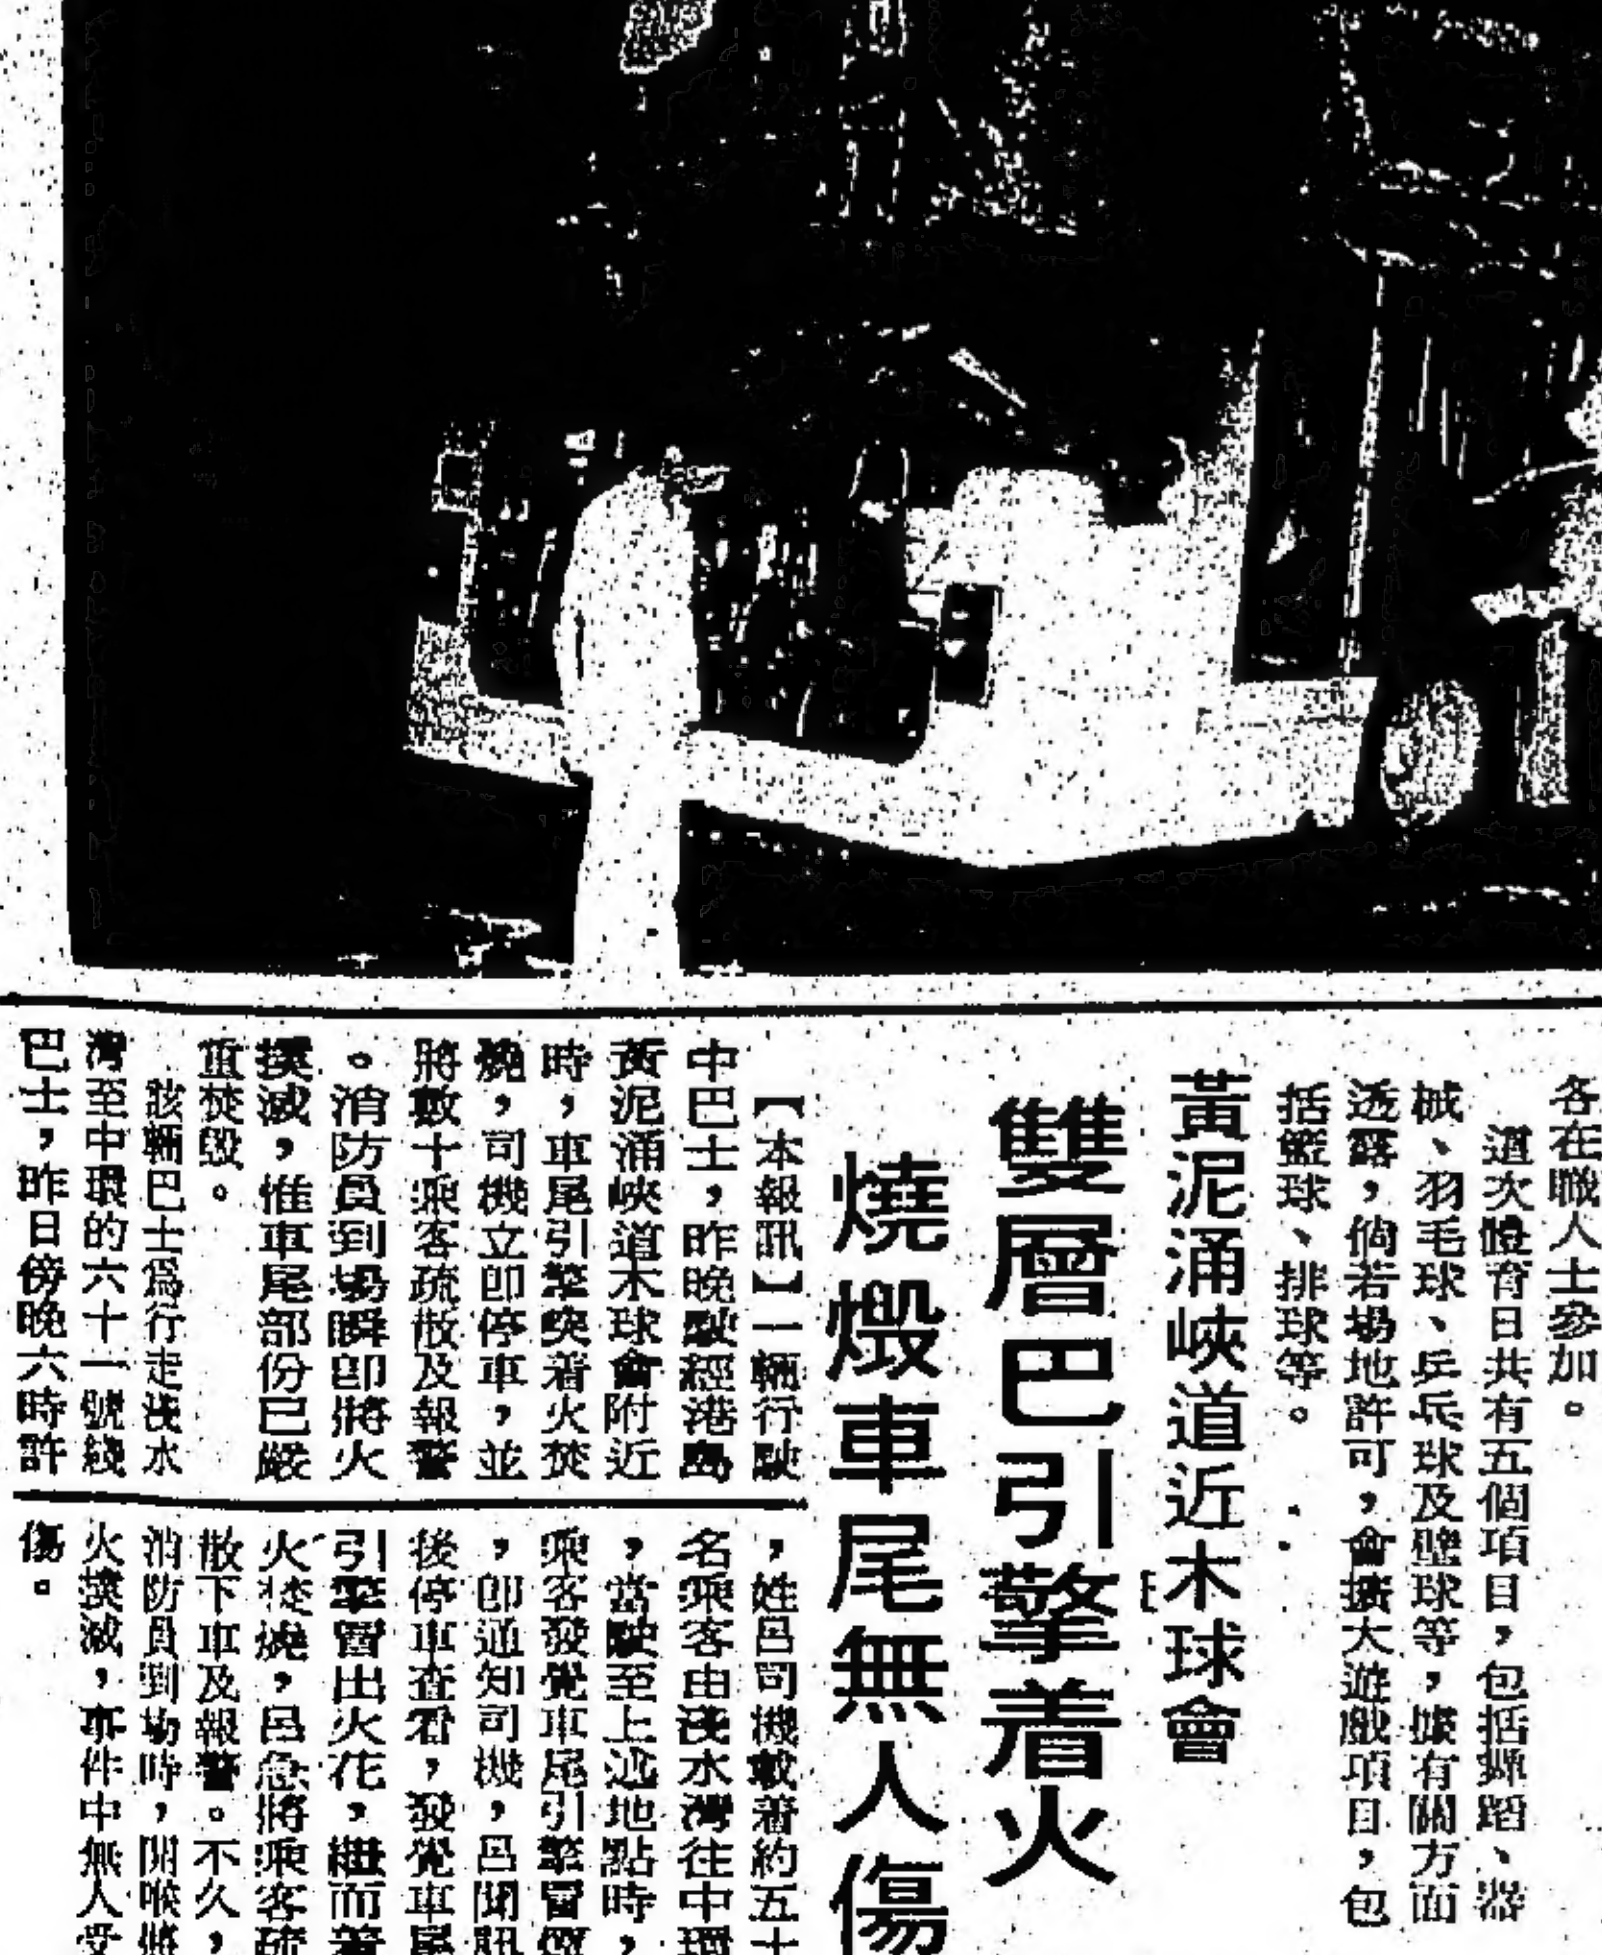 各在職人士參加。
這次體育日共有五個項目，包括舞蹈、器
械、羽毛球、乒乓球及壁球等，據有關方面
透露，倘若場地許可，會擴大遊戲項目，包
括籃球、排球等。
黃泥涌峽道近木球會
雙層巴引擎着火
燒燬車尾無人傷
【本報訊】一輛行駛
中巴士，昨晚駛經港島
黃泥涌峽道木球會附近
時，車尾引擎突着火焚
燒，司機立卽停車，並
將數十乘客疏散及報警
。消防員到場瞬卽將火
撲滅，惟車尾部份已嚴
重焚毀。
該輛巴士爲行走淺水
灣至中環的六十一號綫
巴士，昨日傍晚六時許
，姓呂司機載着約五十
名乘客由淺水灣往中環
，當駛至上述地點時，
乘客發覺車尾引擎冒煙
，卽通知司機，呂聞訊
後停車查看，發覺車尾
引擎冒出火花，繼而着
火焚燒，呂急將乘客疏
散下車及報警。不久，
消防員到場時，開喉將
火撲滅，事件中無人受
傷。